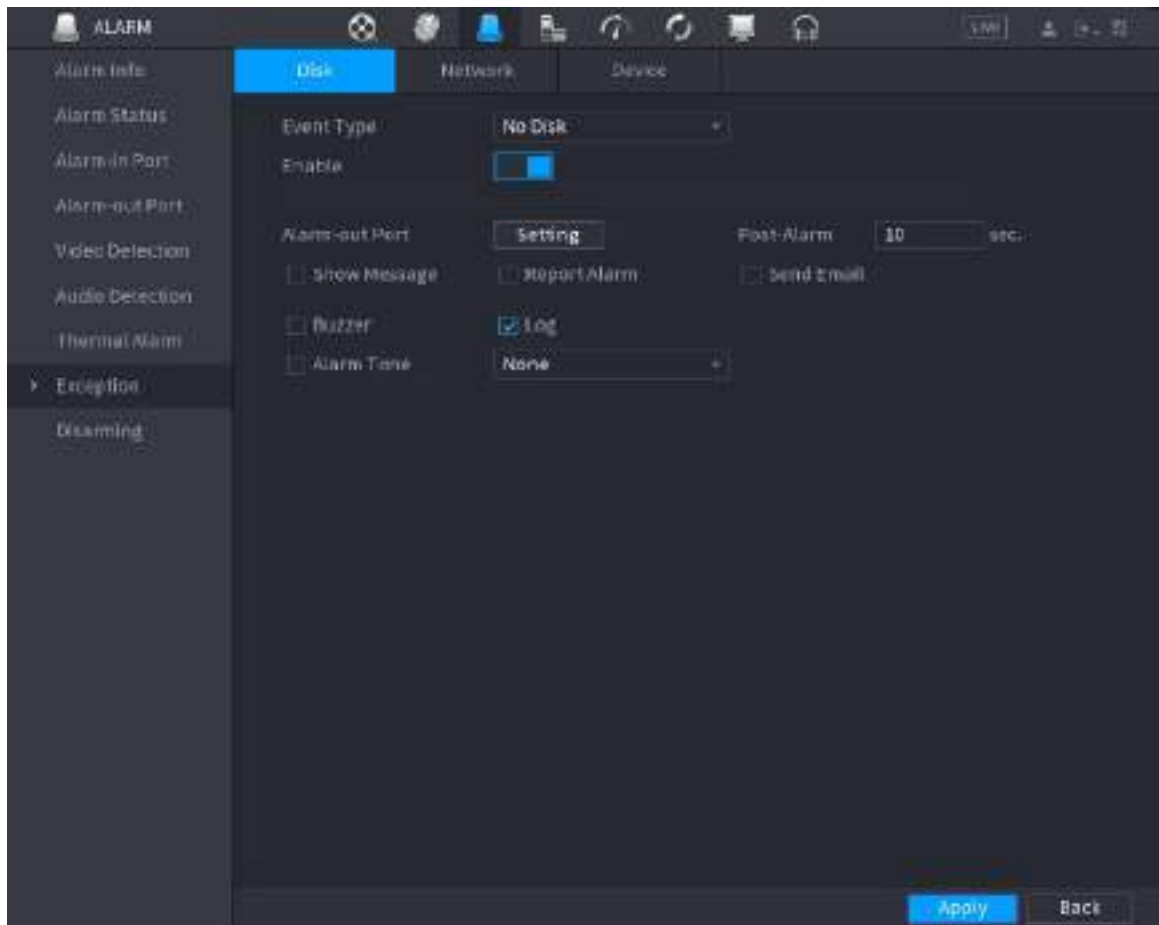 ALARM
LIVE
Alarm Info
Disk
Network
Device
Alarm Status
Event Type
No Disk
Alarm-in Port
Enable
Alarm-out Port
Alarm-out Port
Setting
Post-Alarm
10
sec.
Video Detection
Show Message
Report Alarm
Send Email
Audio Detection
Buzzer
Log
Thermal Alarm
Alarm Tone
None
Exception
Disarming
Apply
Back